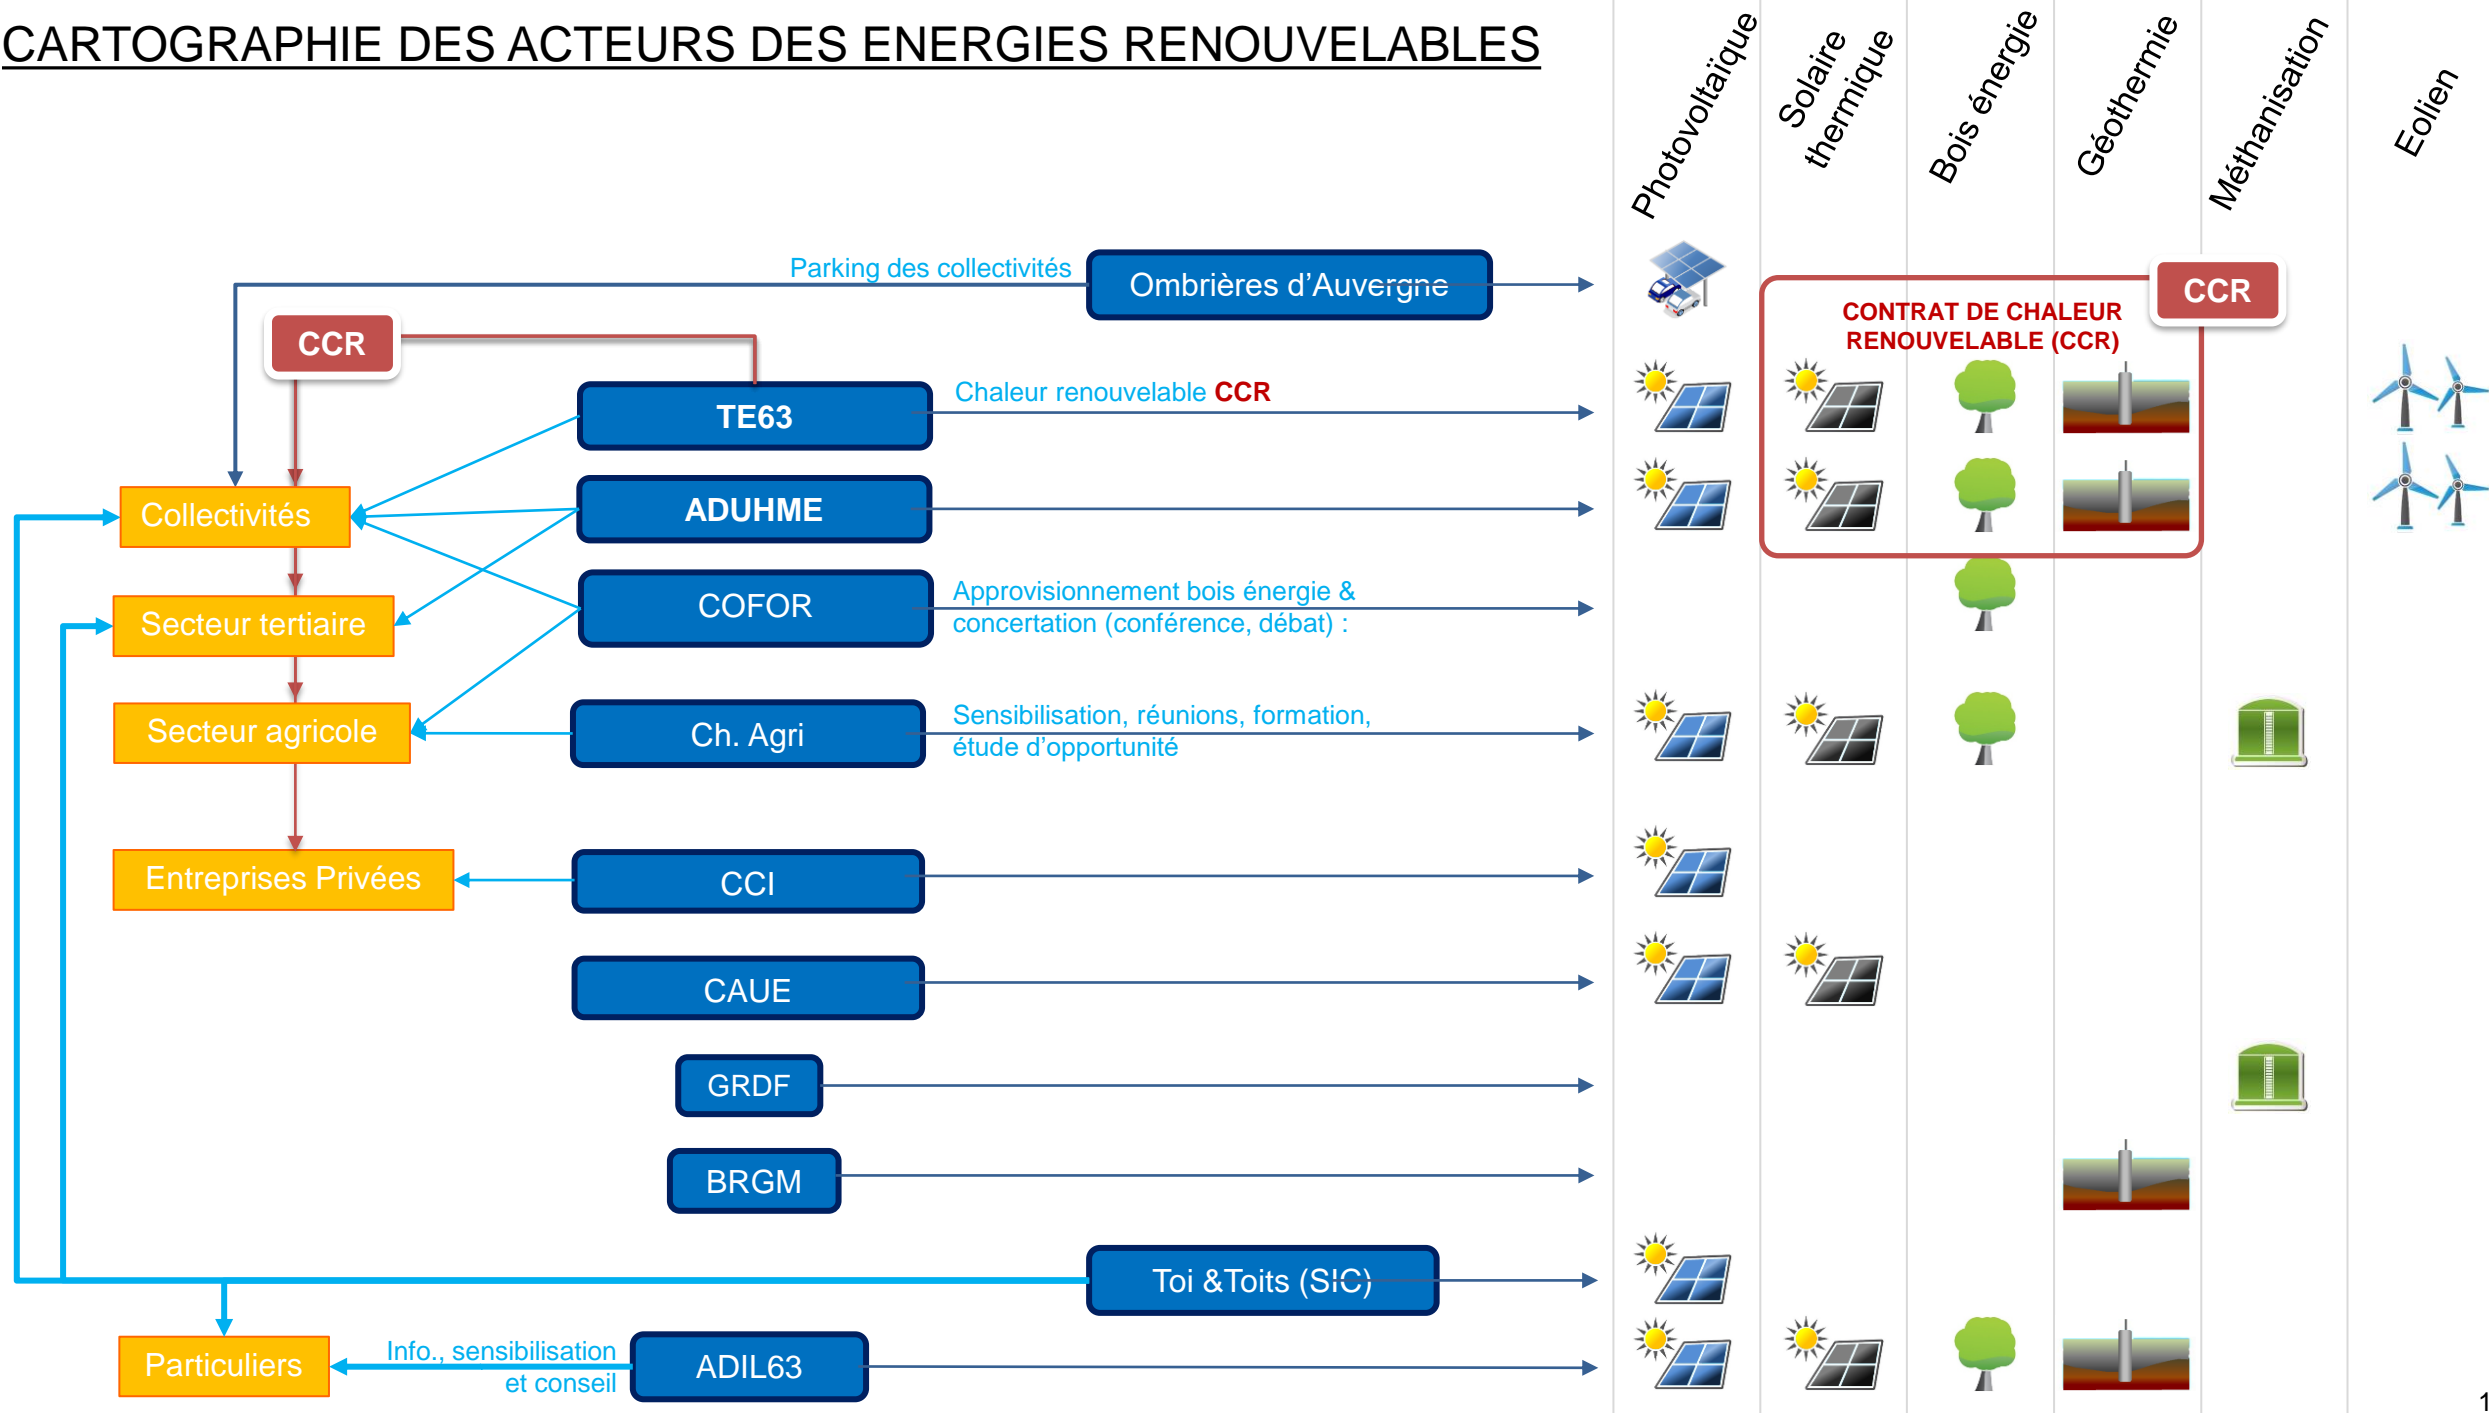 CARTOGRAPHIE DES ACTEURS DES ENERGIES RENOUVELABLES
Photovoltaïque
Solaire
thermique
Bois énergie
Géothermie
Méthanisation
Eolien
Parking des collectivités
Ombrières d'Auvergne
CCR
CONTRAT DE CHALEUR
RENOUVELABLE (CCR)
CCR
TE63
Chaleur renouvelable CCR
Collectivités
ADUHME
Secteur tertiaire
COFOR
Approvisionnement bois énergie &
concertation (conférence, débat) :
Secteur agricole
Ch. Agri
Sensibilisation, réunions, formation,
étude d'opportunité
Entreprises Privées
CCI
CAUE
GRDF
BRGM
Toi &Toits (SIC)
Particuliers
Info., sensibilisation
et conseil
ADIL63
1